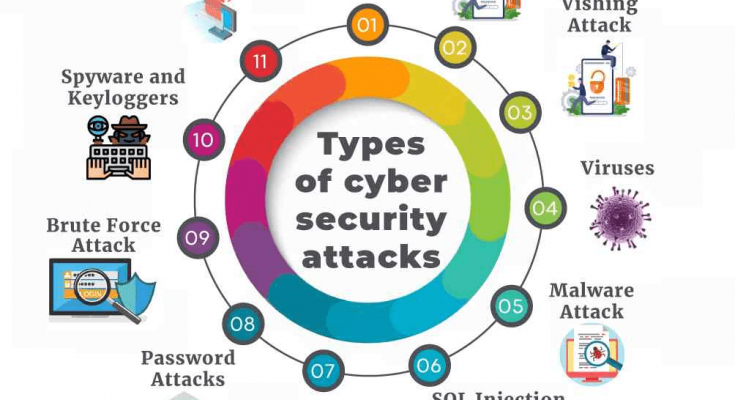 Vishing
Attack
01
02
03
04
05
06
07
08
09
10
11
Types
of cyber
security
attacks
Viruses
Malware
Attack
SQL Injection
Password
Attacks
Brute Force
Attack
LOGIN
Spyware and
Keyloggers